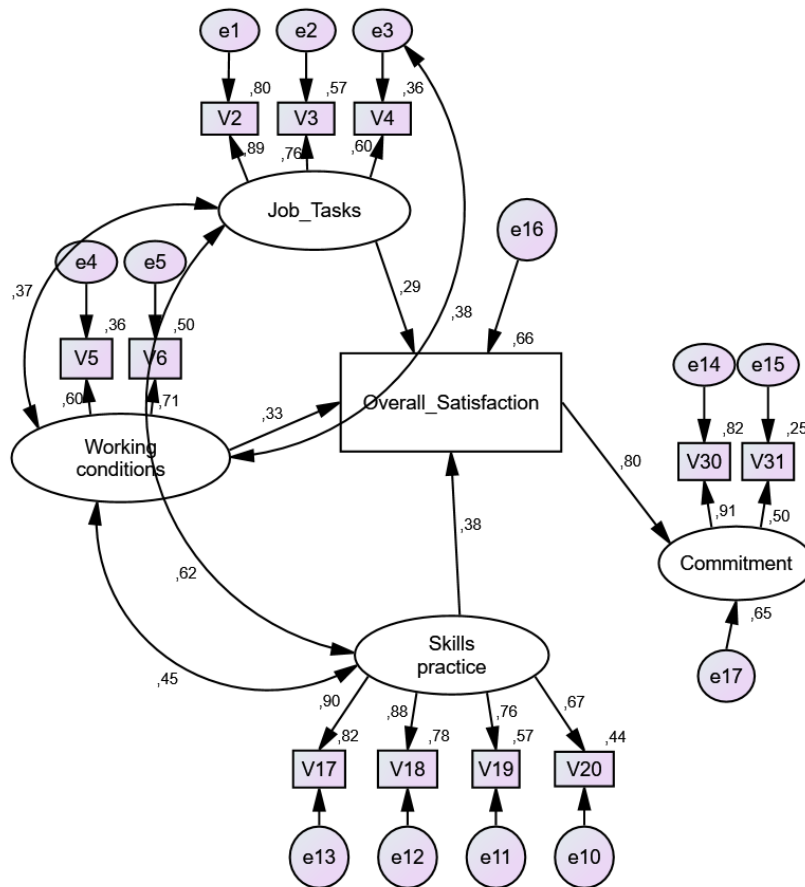 e1 e2 e3
,80 ,57 ,36
V2 V3 V4
,89 ,76 ,60
Job_Tasks
e16
e4 e5
,37 ,29 ,38
,36 ,50 ,66
V5 V6
,60 ,71
,33
Overall_Satisfaction
Working
conditions
e14 e15
,82 ,25
V30 V31
,80
,91 ,50
Commitment
,38
,62
,65
e17
Skills
practice
,45
,90 ,88 ,76 ,67
,82 ,78 ,57 ,44
V17 V18 V19 V20
e13 e12 e11 e10